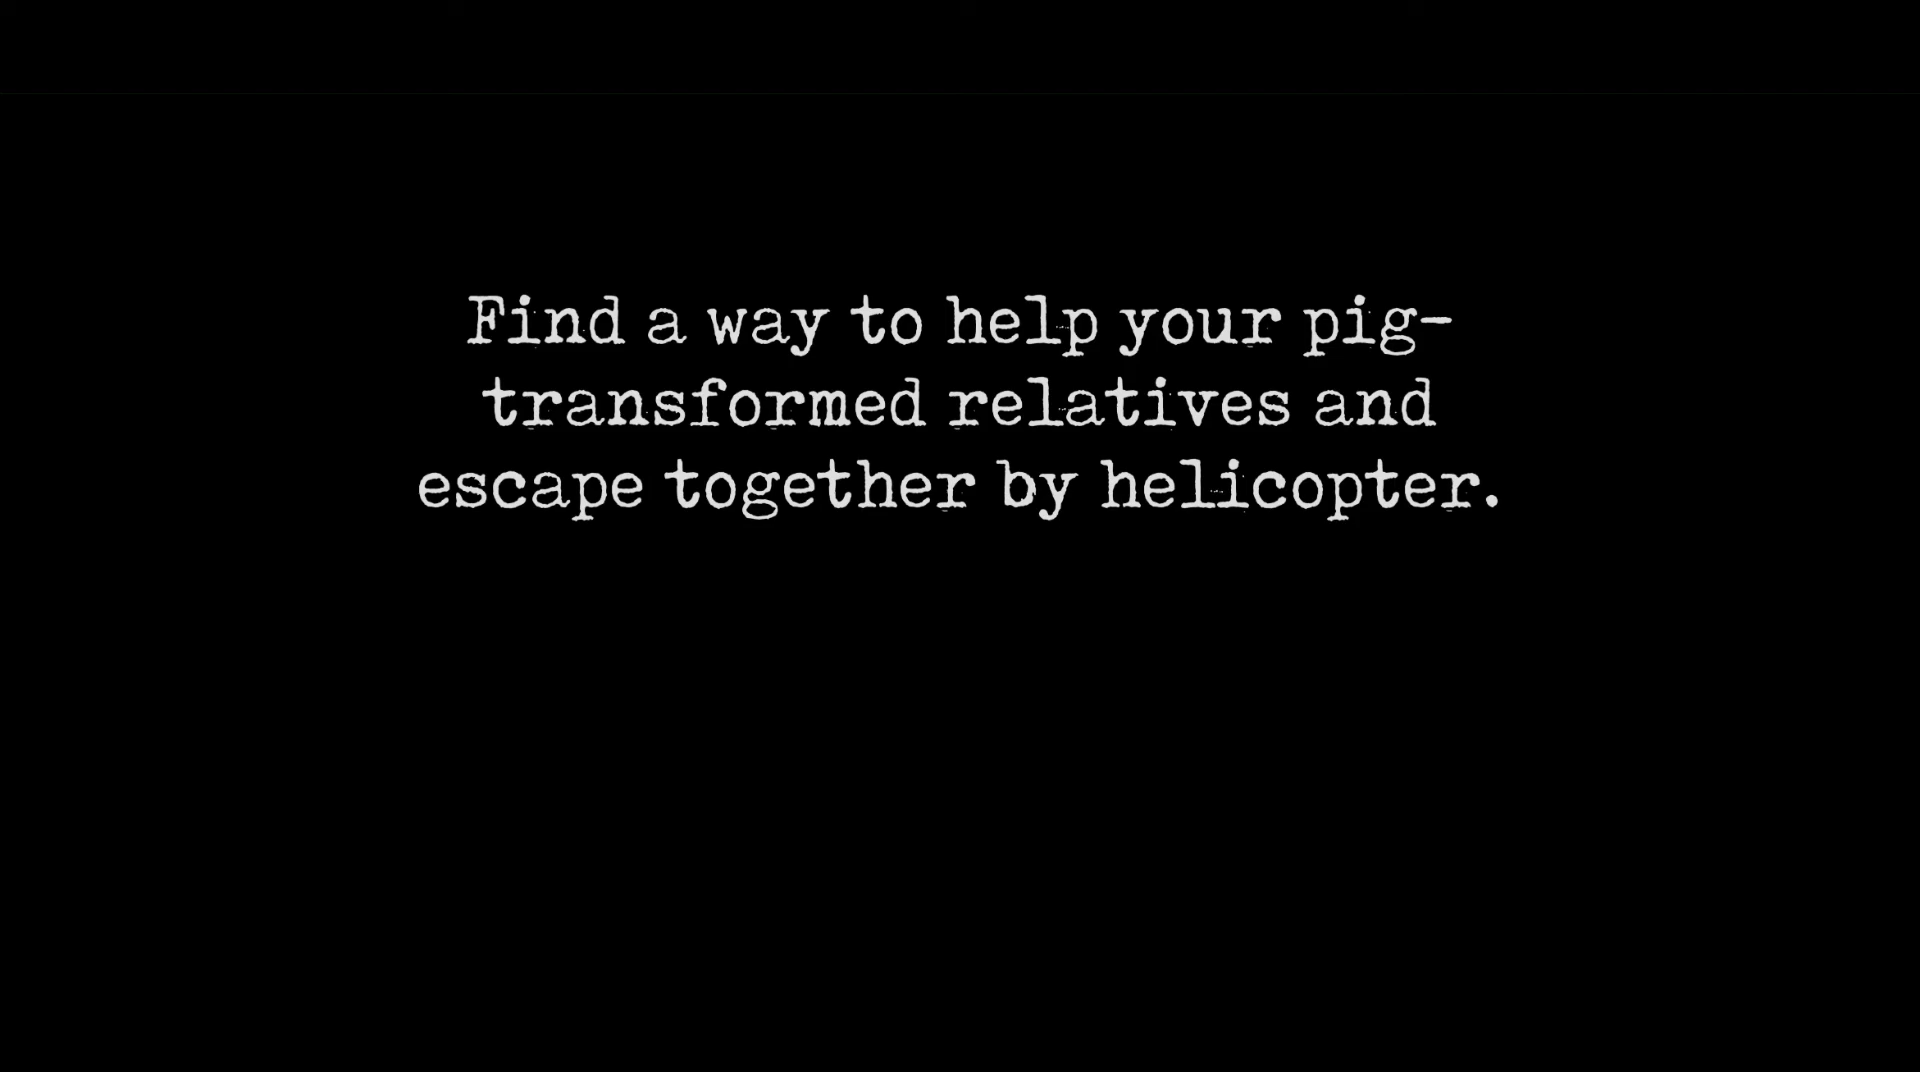 Find a way to help your pig-
transformed relatives and
escape together by helicopter.